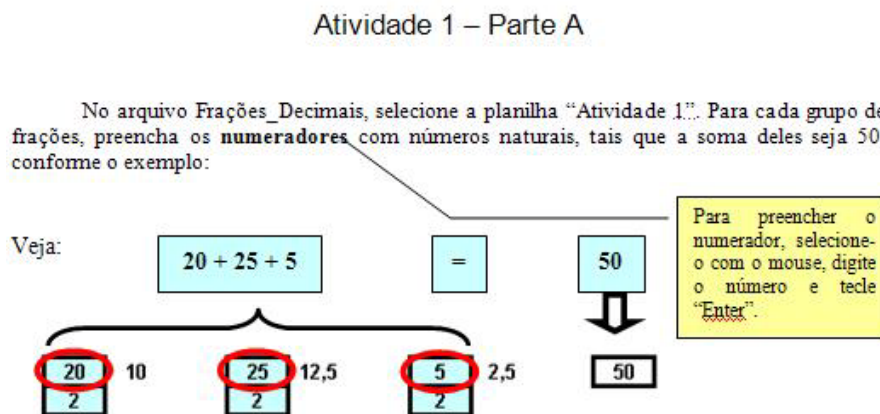 Atividade 1 – Parte A
No arquivo Frações_Decimais, selecione a planilha “Atividade 1”. Para cada grupo de
frações, preencha os numeradores com números naturais, tais que a soma deles seja 50
conforme o exemplo:
Para preencher o
numerador, selecione-
o com o mouse, digite
o número e tecle
“Enter”.
Veja:
20 + 25 + 5 = 50
20 10 25 12,5 5 2,5 50
2 2 2